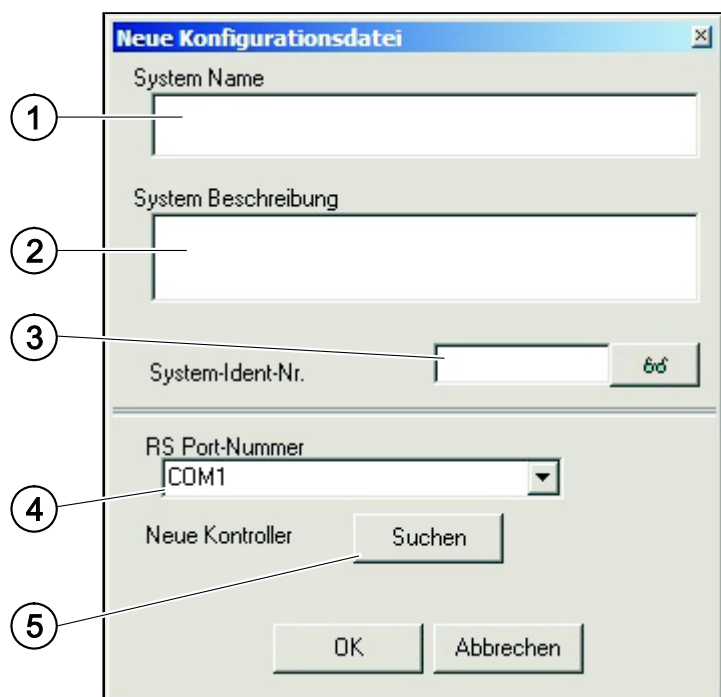 Neue Konfigurationsdatei
System Name
1
System Beschreibung
2
3
System-Ident-Nr.
RS Port-Nummer
COM1
4
Neue Kontroller
Suchen
5
OK
Abbrechen